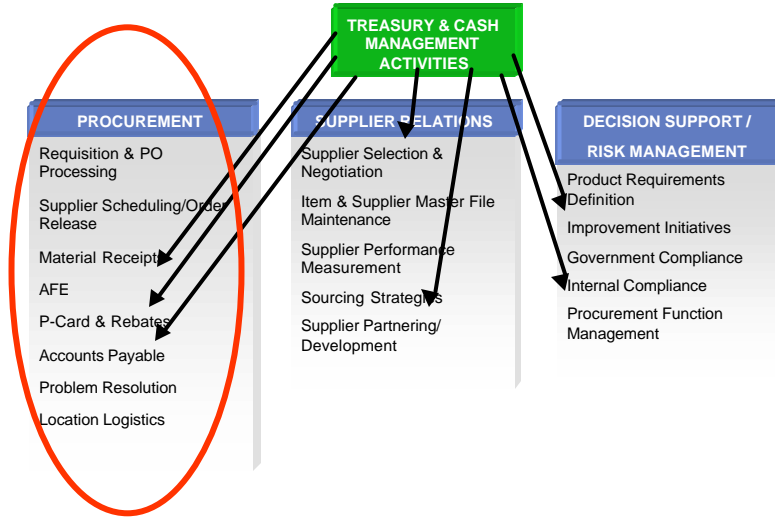 TREASURY & CASH
MANAGEMENT
ACTIVITIES
PROCUREMENT
Requisition & PO
Processing
Supplier Scheduling/Order
Release
Material Receipts
AFE
P-Card & Rebates
Accounts Payable
Problem Resolution
Location Logistics
SUPPLIER RELATIONS
Supplier Selection &
Negotiation
Item & Supplier Master File
Maintenance
Supplier Performance
Measurement
Sourcing Strategies
Supplier Partnering/
Development
DECISION SUPPORT /
RISK MANAGEMENT
Product Requirements
Definition
Improvement Initiatives
Government Compliance
Internal Compliance
Procurement Function
Management